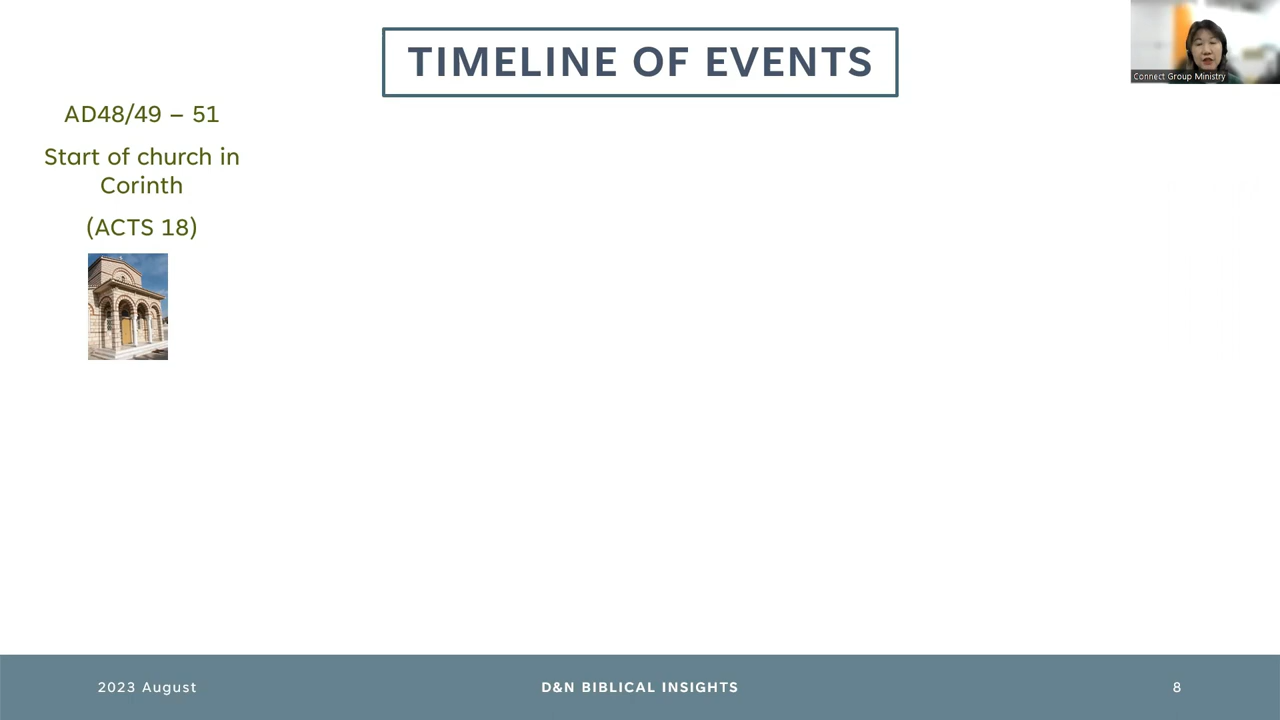 TIMELINE OF EVENTS
Connect Group Ministry
AD48/49 – 51
Start of church in
Corinth
(ACTS 18)
2023 August
D&N BIBLICAL INSIGHTS
8